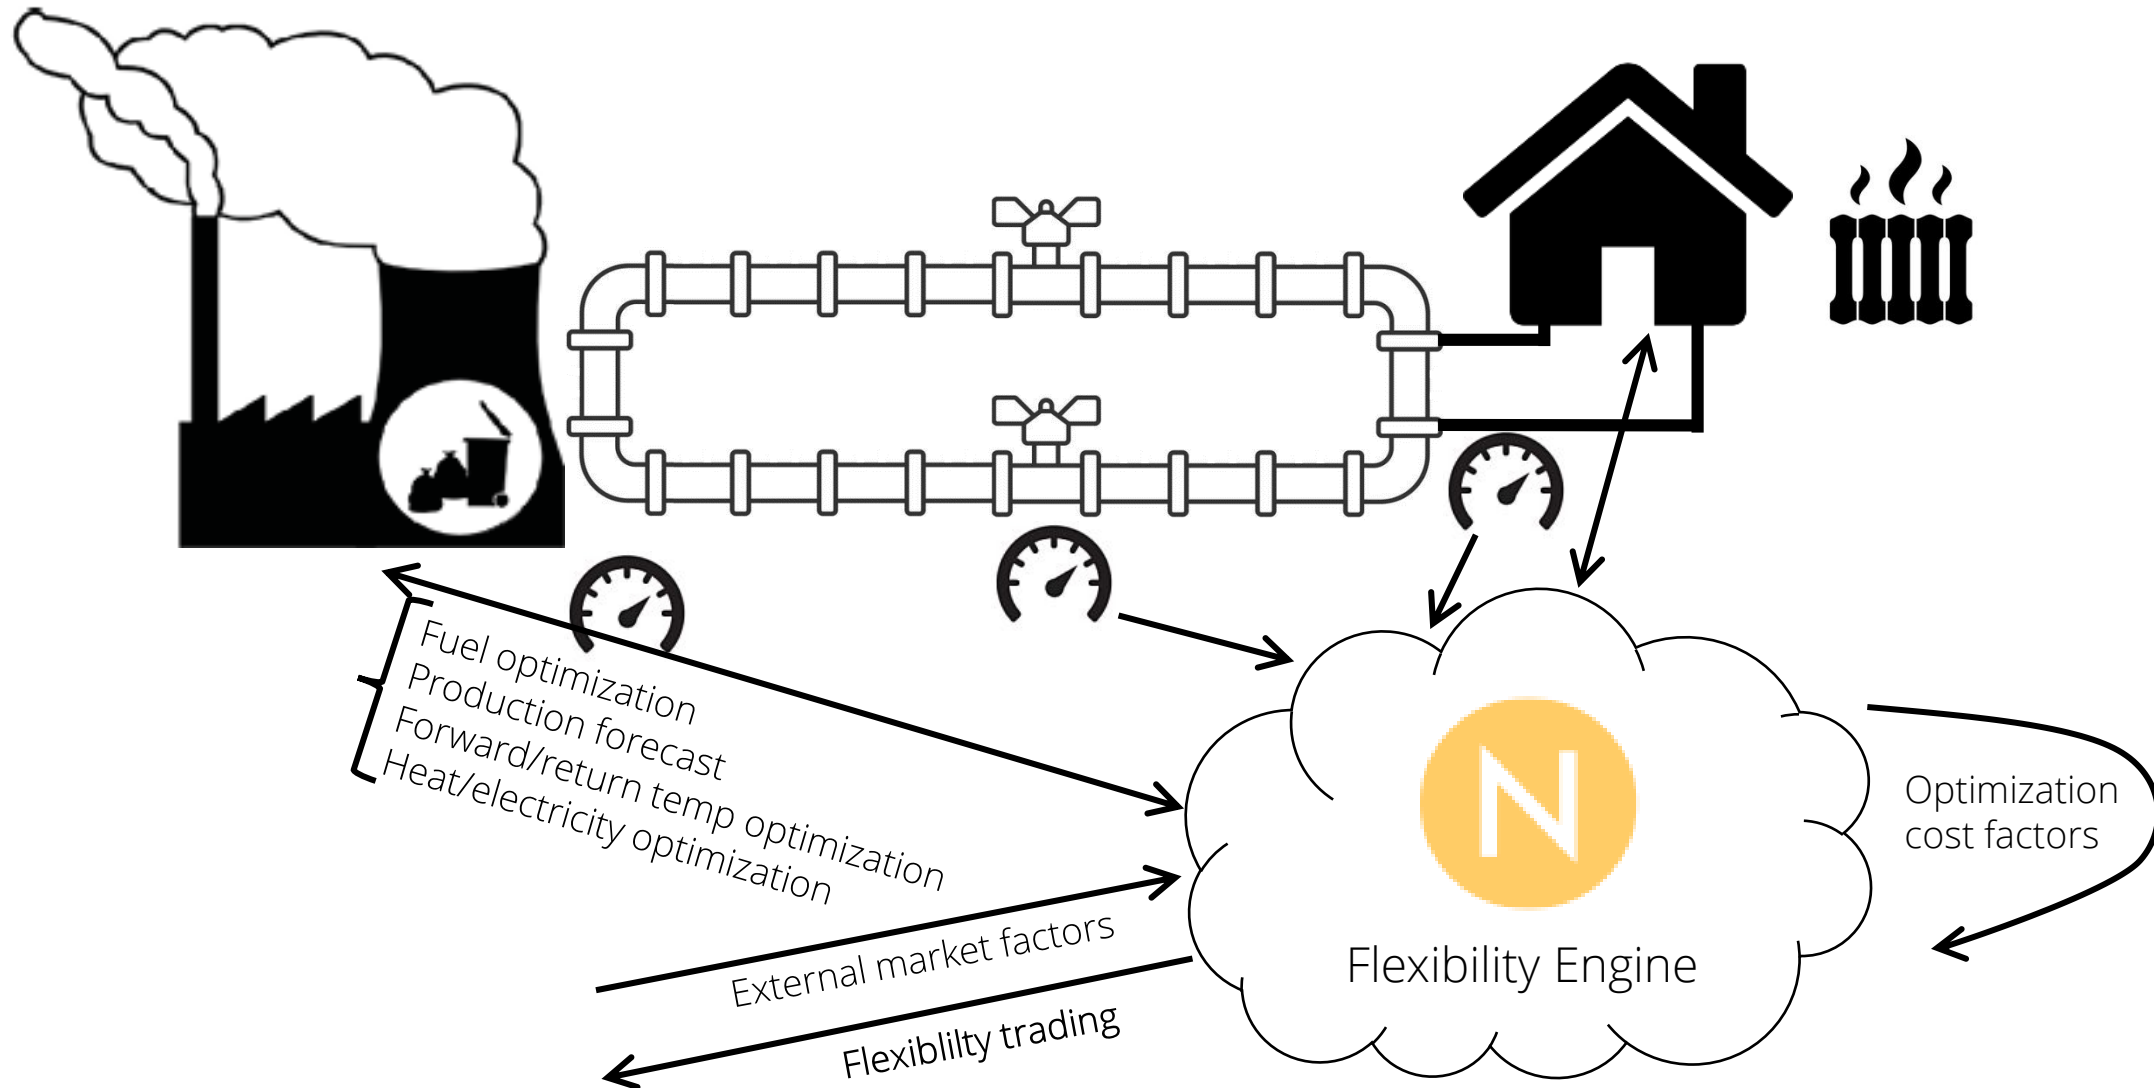 Fuel optimization
Production forecast
Forward/return temp optimization
Heat/electricity optimization
External market factors
Flexiblilty trading
N
Flexibility Engine
Optimization
cost factors